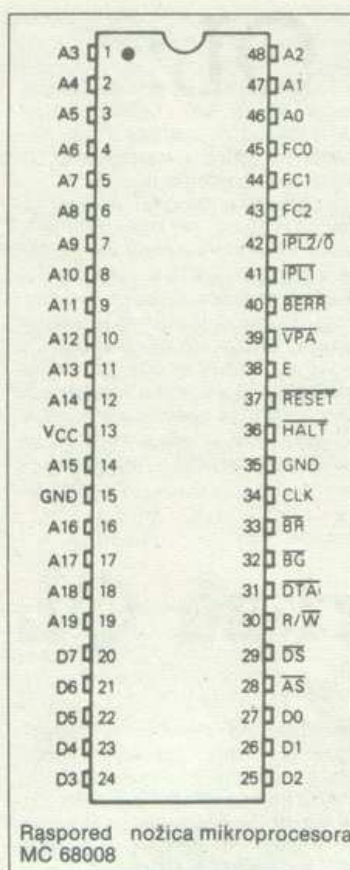 A3 1 48 A2
A4 2 47 A1
A5 3 46 A0
A6 4 45 FC0
A7 5 44 FC1
A8 6 43 FC2
A9 7 42 IPL2/0
A10 8 41 IPL1
A11 9 40 BERR
A12 10 39 VPA
A13 11 38 E
A14 12 37 RESET
VCC 13 36 HALT
A15 14 35 GND
GND 15 34 CLK
A16 16 33 BR
A17 17 32 BG
A18 18 31 DTA
A19 19 30 R/W
D7 20 29 DS
D6 21 28 AS
D5 22 27 D0
D4 23 26 D1
D3 24 25 D2
Raspored nožica mikroprocesora
MC 68008